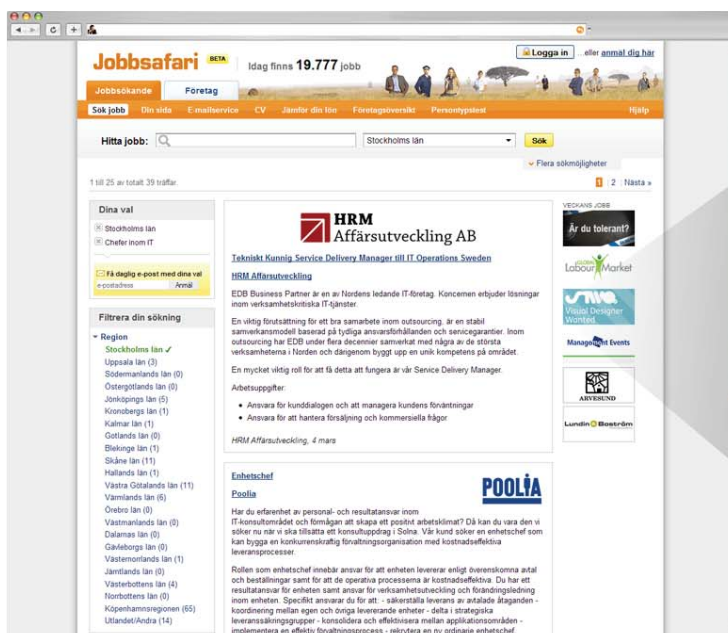 Jobbsafari BETA
Idag finns 19.777 jobb
Logga in ...eller anmäl dig här
Jobbsökande Företag
Sök jobb Din sida E-mailservice CV Jämför din lön Företagsöversikt Persontypstest Hjälp
Hitta jobb: Stockholms län Sök
Flera sökmöjligheter
1 till 25 av totalt 39 träffar.
1 | 2 | Nästa »
Dina val
Stockholms län
Chefer inom IT
Få daglig e-post med dina val
e-postadress Anmäl
Filtrera din sökning
Region
Stockholms län ✓
Uppsala län (3)
Södermanlands län (0)
Östergötlands län (0)
Jönköpings län (5)
Kronobergs län (1)
Kalmar län (1)
Gotlands län (0)
Blekinge län (1)
Skåne län (11)
Hallands län (1)
Västra Götalands län (11)
Värmlands län (6)
Örebro län (0)
Västmanlands län (0)
Dalarnas län (0)
Gävleborgs län (0)
Västernorrlands län (1)
Jämtlands län (0)
Västerbottens län (4)
Norrbottens län (0)
Köpenhamnsregionen (65)
Utlandet/Andra (14)
HRM
Affärsutveckling AB
Tekniskt Kunnig Service Delivery Manager till IT Operations Sweden
HRM Affärsutveckling
EDB Business Partner är en av Nordens ledande IT-företag. Koncernen erbjuder lösningar
inom verksamhetskritiska IT-tjänster.
En viktig förutsättning för ett bra samarbete inom outsourcing, är en stabil
samverkansmodell baserad på tydliga ansvarsförhållanden och servicegarantier. Inom
outsourcing har EDB under flera decennier samverkat med några av de största
verksamheterna i Norden och därigenom byggt upp en unik kompetens på området.
En mycket viktig roll för att få detta att fungera är vår Service Delivery Manager.
Arbetsuppgifter:
• Ansvara för kunddialogen och att managera kundens förväntningar
• Ansvara för att hantera försäljning och kommersiella frågor
HRM Affärsutveckling, 4 mars
Enhetschef
Poolia
POOLIA
Har du erfarenhet av personal- och resultatansvar inom
IT-konsultområdet och förmågan att skapa ett positivt arbetsklimat? Då kan du vara den vi
söker nu när vi ska tillsätta ett konsultuppdrag i Solna. Vår kund söker en enhetschef som
kan bygga en konkurrenskraftig förvaltningsorganisation med kostnadseffektiva
leveransprocesser.
Rollen som enhetschef innebär ansvar för att enheten levererar enligt överenskomna avtal
och beställningar samt för att de operativa processerna är kostnadseffektiva. Du har ett
resultatansvar för enheten samt ansvar för verksamhetsutveckling och förändringsledning
inom enheten. Specifikt ansvarar du för att: - säkerställa leverans av avtalade åtaganden -
koordinering mellan egen och övriga levererande enheter - delta i strategiska
leveranssäkringsgrupper - konsolidera och effektivisera mellan applikationsområden -
implementera en effektiv förvaltningsprocess - rekrytera en ny ordinarie enhetschef
VECKANS JOBB
Är du tolerant?
Labour Market
Visual Designer
Wanted
Management Events
ARVESUND
Lundin Boström